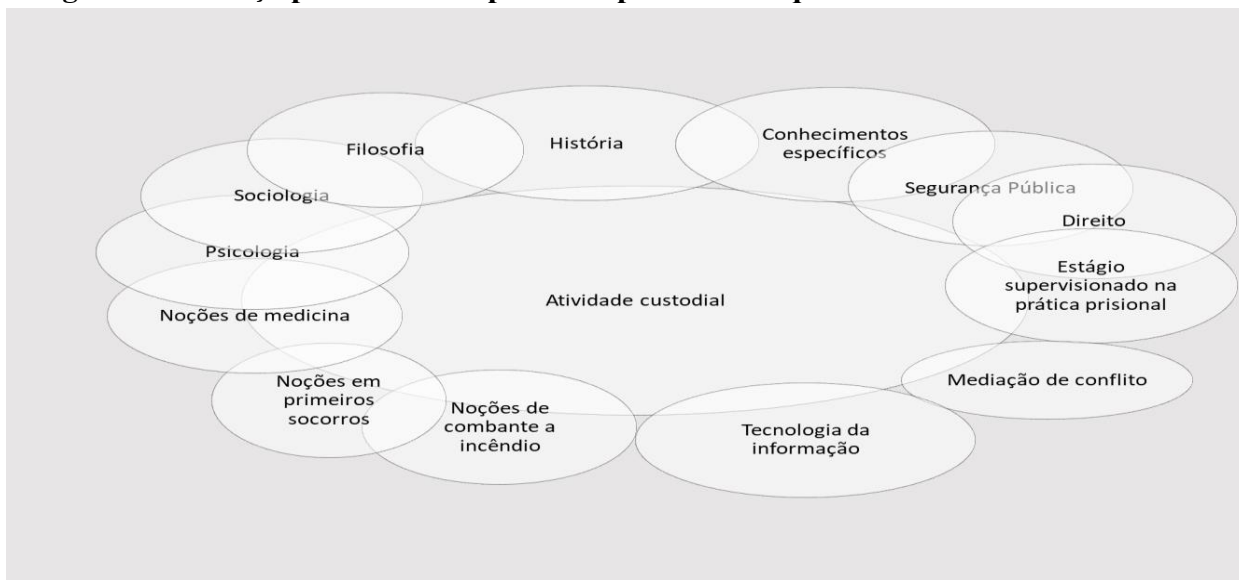 Filosofia
História
Conhecimentos
específicos
Segurança Pública
Sociologia
Direito
Psicologia
Estágio
supervisionado na
prática prisional
Atividade custodial
Noções de medicina
Mediação de conflito
Noções em
primeiros
socorros
Noções de
combante a
incêndio
Tecnologia da
informação